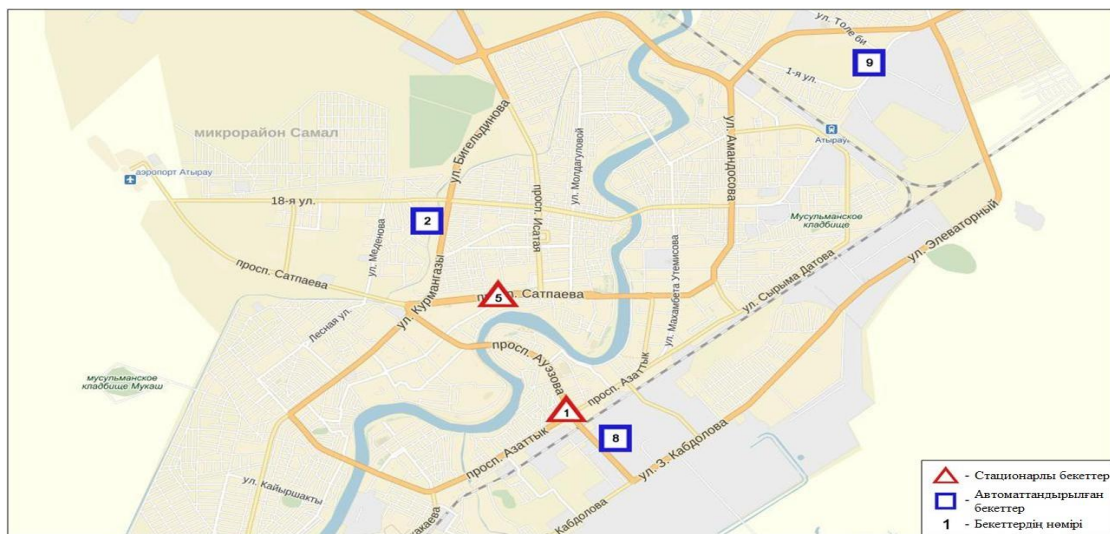 ул. Толе би
1-я ул.
9
ул. Бигельдинова
микрорайон Самал
ул. Молдагуловой
ул. Амандосова
Атырау
аэропорт Атырау
18-я ул.
2
ул. Меденова
просп. Исатая
Мусульманское
кладбище
ул. Элеваторный
просп. Сатпаева
ул. Курмангазы
5
Сатпаева
ул. Махамбета Утемисова
ул. Сырыма Датова
Лесная ул.
просп. Ауэзова
просп. Азаттык
мусульманское
кладбище Мукаш
1
8
просп. Азаттык
ул. З. Кабдолова
ул. Кайыршакты
Кабдолова
- Стационарлы бекеттер
- Автоматтандырылған
бекеттер
1 - Бекеттердің нөмірі